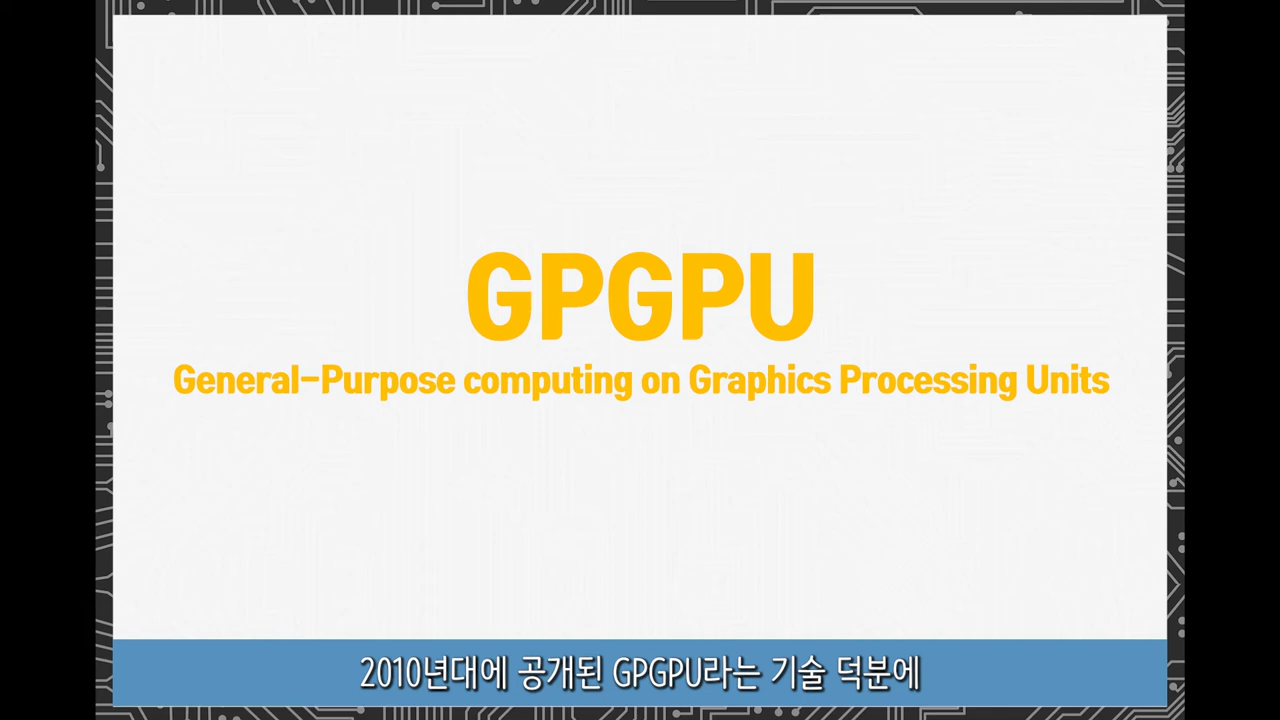 GPGPU
General-Purpose computing on Graphics Processing Units
2010년대에 공개된 GPGPU라는 기술 덕분에